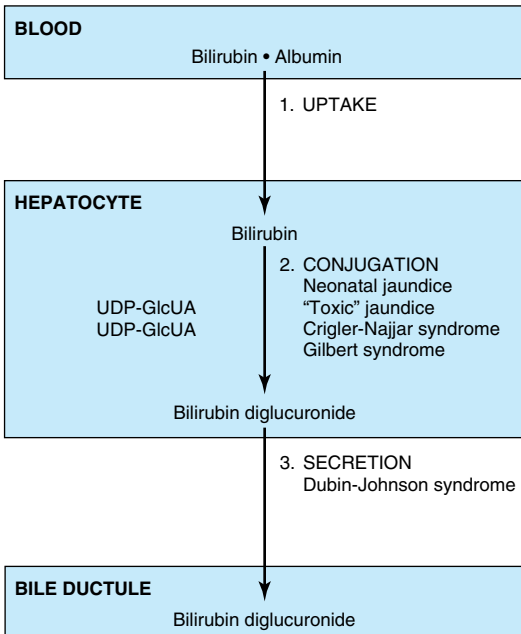 BLOOD
Bilirubin • Albumin
1. UPTAKE
HEPATOCYTE
Bilirubin
2. CONJUGATION
Neonatal jaundice
“Toxic” jaundice
Crigler-Najjar syndrome
Gilbert syndrome
UDP-GlcUA
UDP-GlcUA
Bilirubin diglucuronide
3. SECRETION
Dubin-Johnson syndrome
BILE DUCTULE
Bilirubin diglucuronide